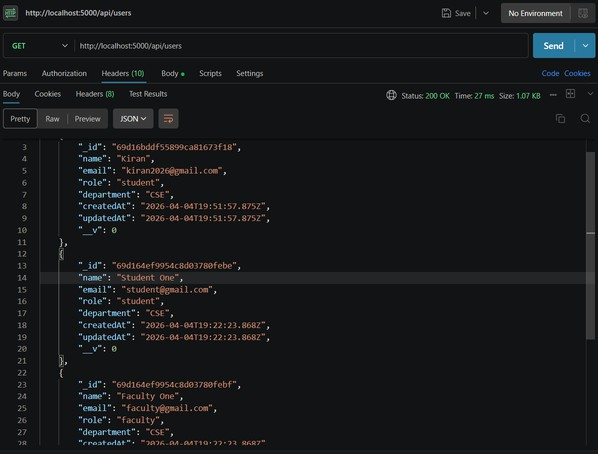 http://localhost:5000/api/users Save No Environment
GET http://localhost:5000/api/users Send
Params Authorization Headers (10) Body Scripts Settings Code Cookies
Body Cookies Headers (8) Test Results Status: 200 OK Time: 27 ms Size: 1.07 KB
Pretty Raw Preview JSON
3 "_id": "69d16bddf55899ca81673f18",
4 "name": "Kiran",
5 "email": "kiran2026@gmail.com",
6 "role": "student",
7 "department": "CSE",
8 "createdAt": "2026-04-04T19:51:57.875Z",
9 "updatedAt": "2026-04-04T19:51:57.875Z",
10 "__v": 0
11 },
12 {
13 "_id": "69d164ef9954c8d03780febe",
14 "name": "Student One",
15 "email": "student@gmail.com",
16 "role": "student",
17 "department": "CSE",
18 "createdAt": "2026-04-04T19:22:23.868Z",
19 "updatedAt": "2026-04-04T19:22:23.868Z",
20 "__v": 0
21 },
22 {
23 "_id": "69d164ef9954c8d03780febf",
24 "name": "Faculty One",
25 "email": "faculty@gmail.com",
26 "role": "faculty",
27 "department": "CSE",
28 "createdAt": "2026-04-04T19:22:23.868Z",